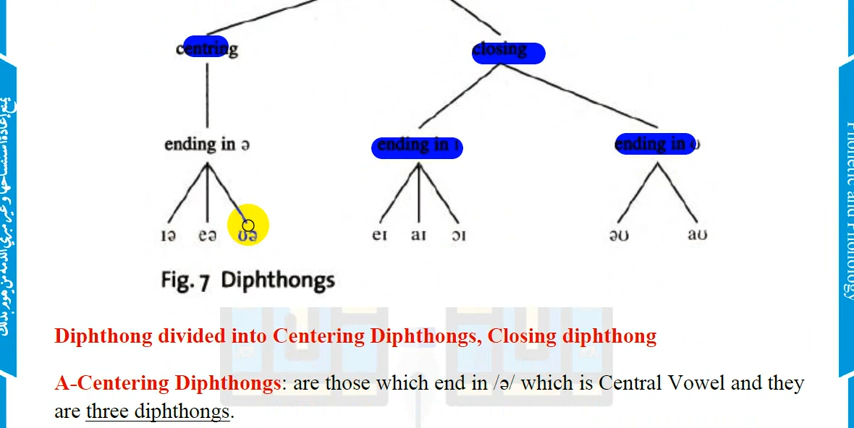 centring closing
ending in ə ending in ɪ ending in ʊ
ɪə eə ʊə eɪ aɪ ɔɪ əʊ aʊ
Fig. 7 Diphthongs
Diphthong divided into Centering Diphthongs, Closing diphthong
A-Centering Diphthongs: are those which end in /ə/ which is Central Vowel and they
are three diphthongs.
Phonetic and Phonology